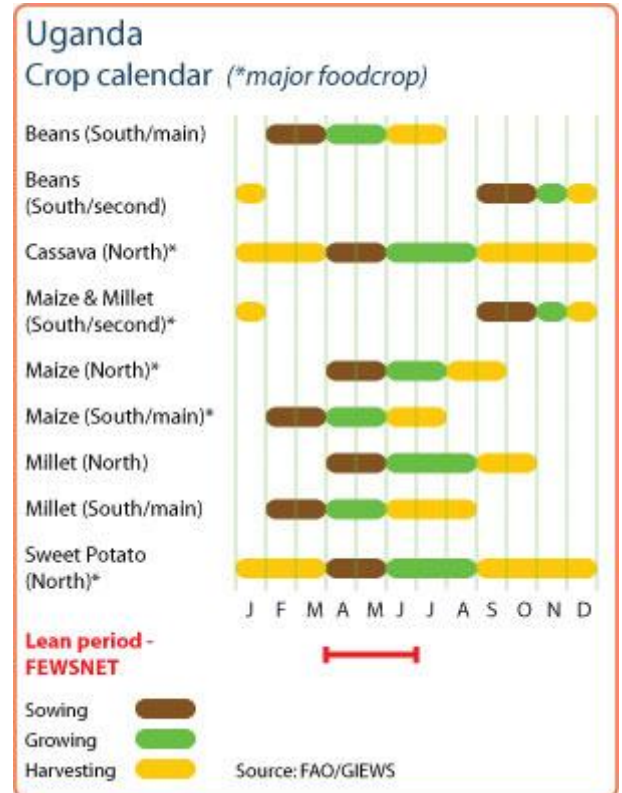 Uganda
Crop calendar (*major foodcrop)
Beans (South/main)
Beans
(South/second)
Cassava (North)*
Maize & Millet
(South/second)*
Maize (North)*
Maize (South/main)*
Millet (North)
Millet (South/main)
Sweet Potato
(North)*
J F M A M J J A S O N D
Lean period -
FEWSNET
Sowing
Growing
Harvesting
Source: FAO/GIEWS